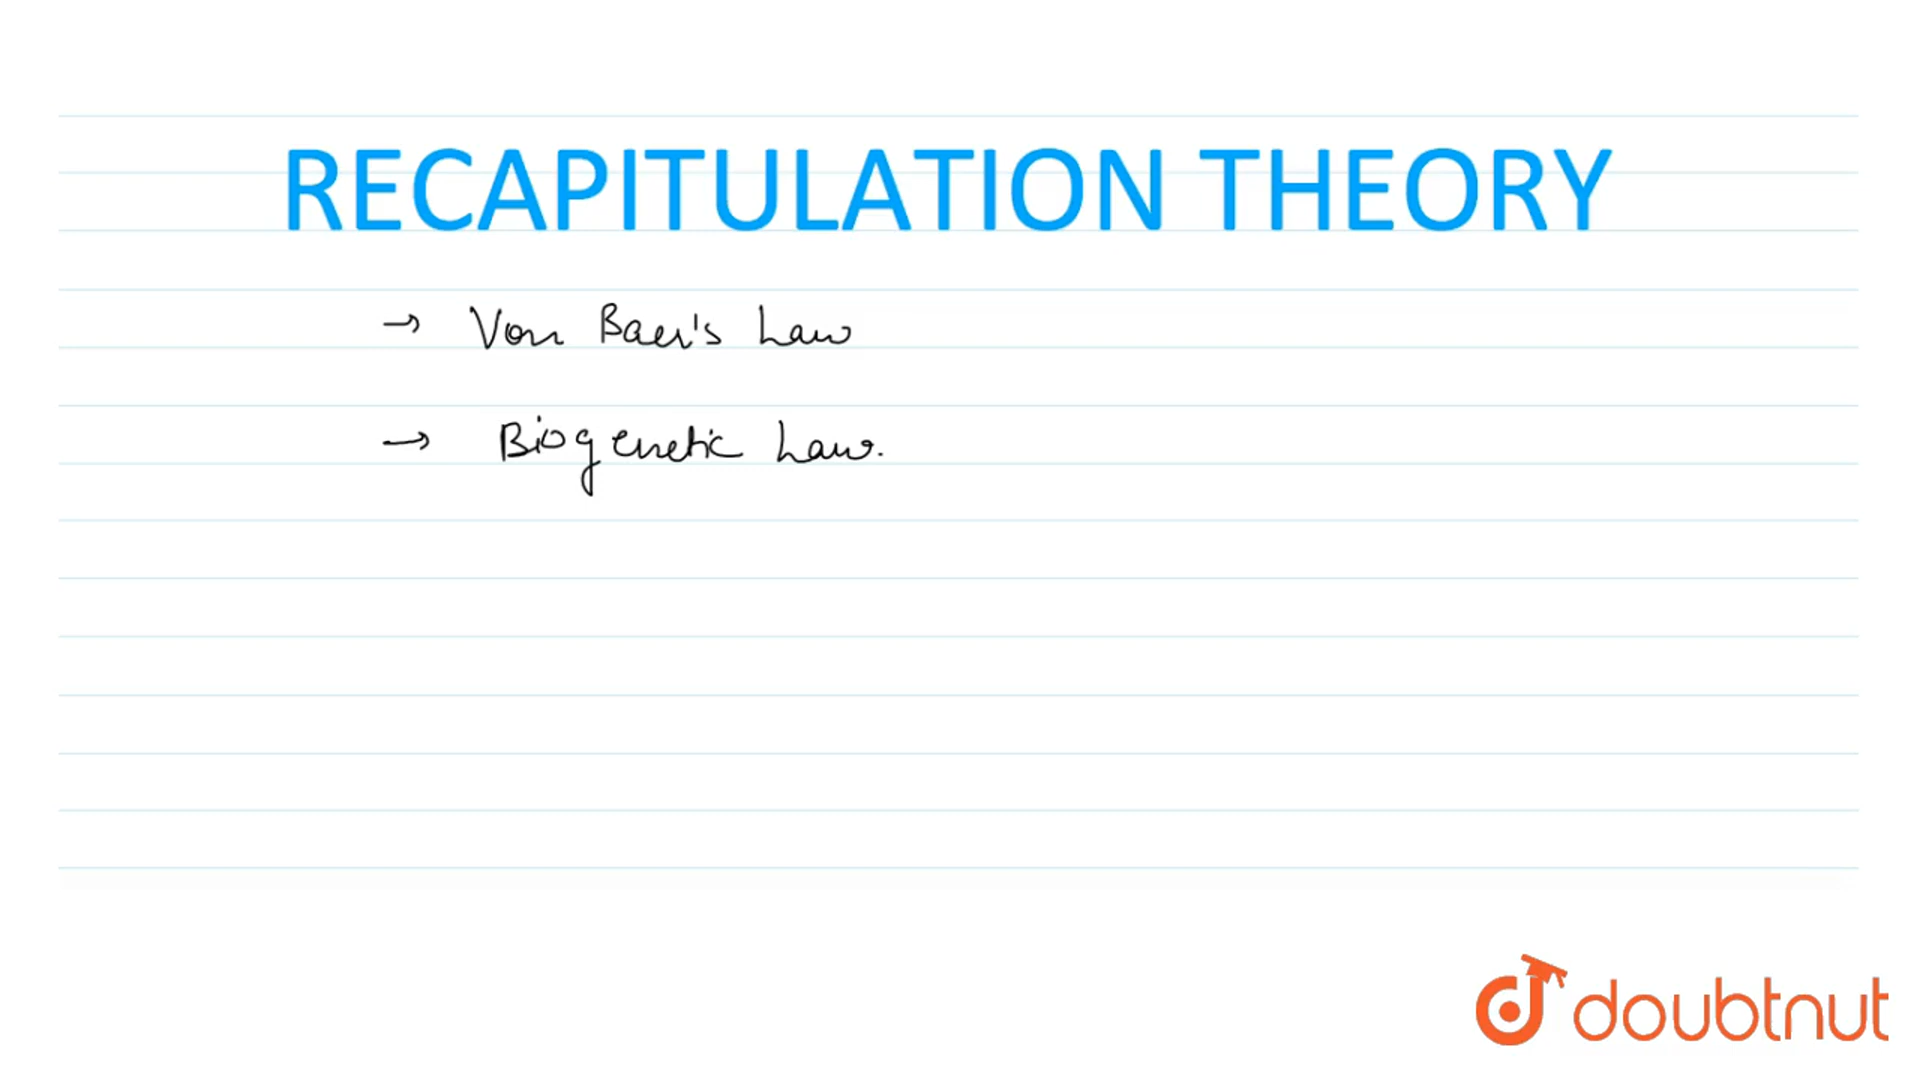 RECAPITULATION THEORY
→ Von Baer's Law
→ Biogenetic Law.
doubtnut